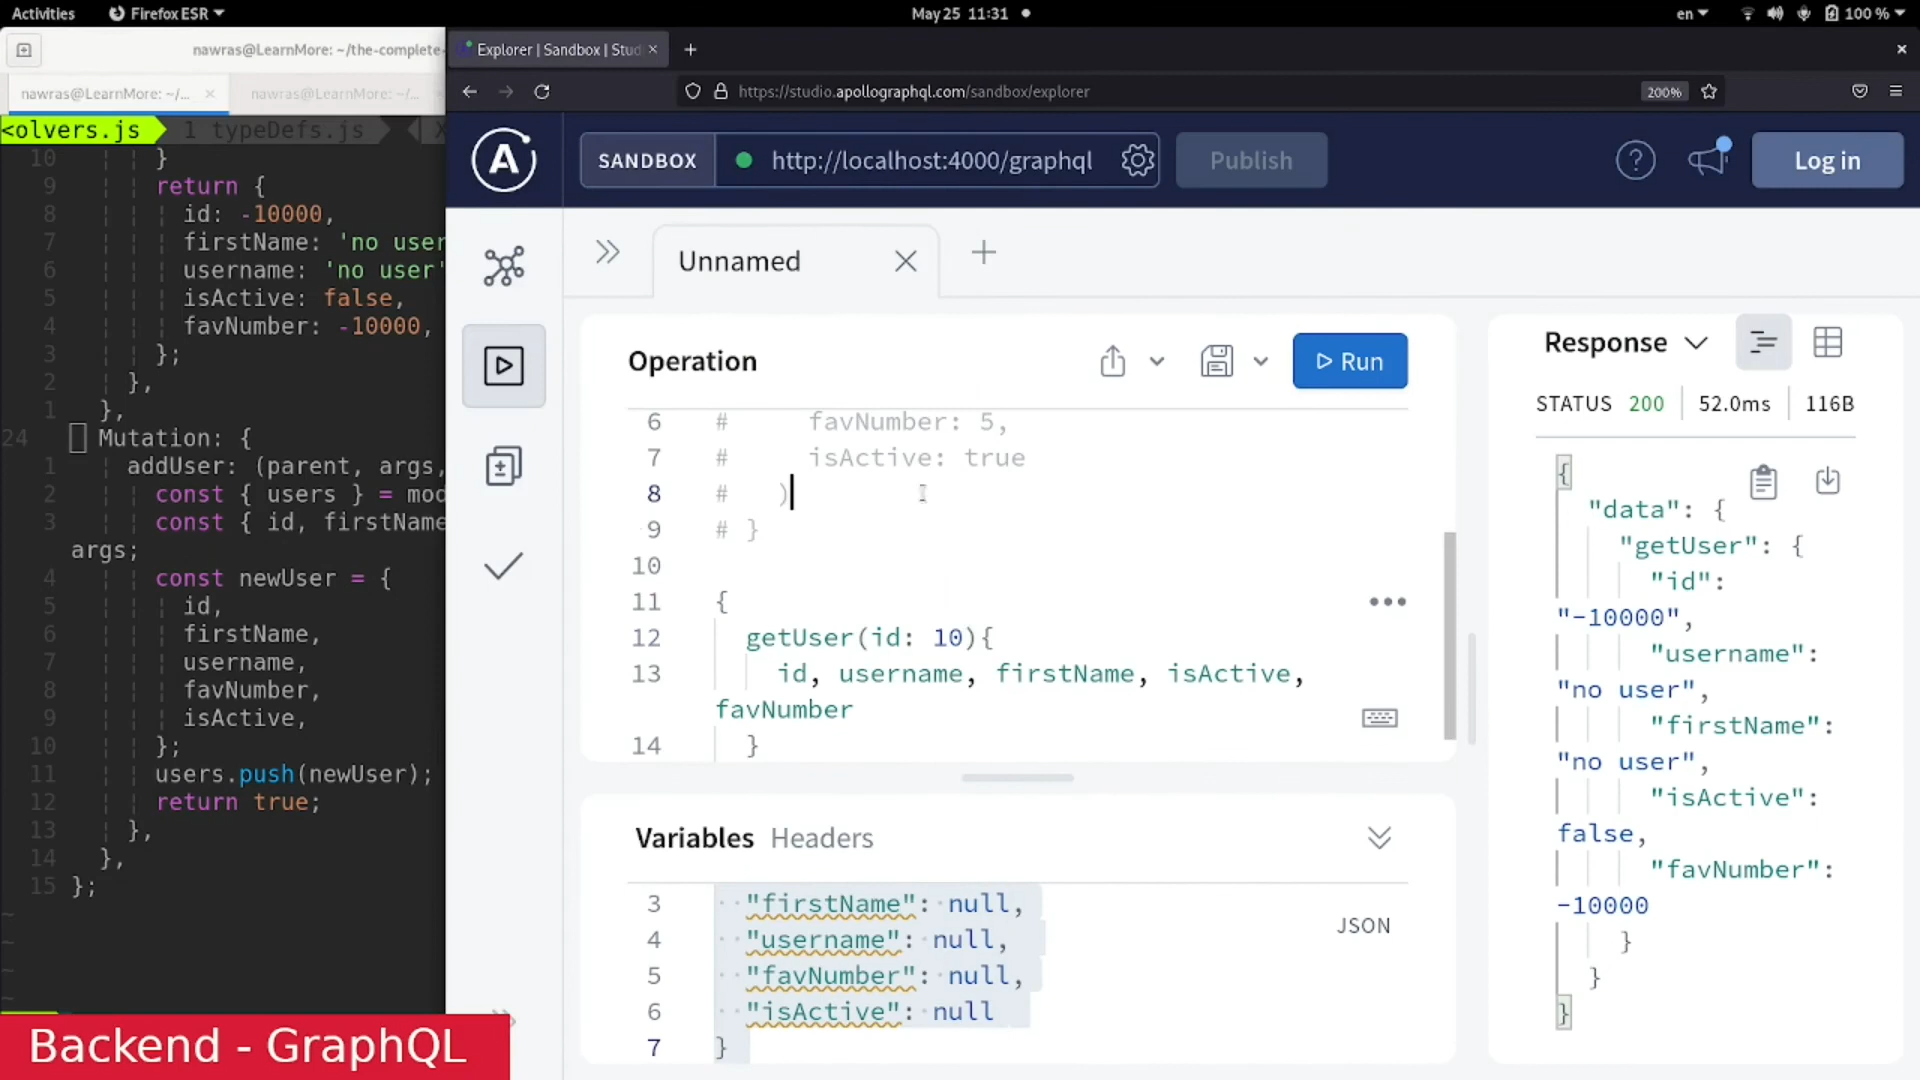 Activities
Firefox ESR
May 25 11:31
en
100 %
nawras@LearnMore: ~/the-complete-
nawras@LearnMore: ~/...
nawras@LearnMore: ~/...
<olvers.js
1 typeDefs.js
X
10 }
9 return {
8 id: -10000,
7 firstName: 'no user
6 username: 'no user'
5 isActive: false,
4 favNumber: -10000,
3 };
2 },
1 },
24 Mutation: {
1 addUser: (parent, args,
2 const { users } = mod
3 const { id, firstName
args;
4 const newUser = {
5 id,
6 firstName,
7 username,
8 favNumber,
9 isActive,
10 };
11 users.push(newUser);
12 return true;
13 },
14 },
15 };
~
~
~
~
Backend - GraphQL
Explorer | Sandbox | Stud
https://studio.apollographql.com/sandbox/explorer
200%
A
SANDBOX
http://localhost:4000/graphql
Publish
?
Log in
Unnamed
Operation
Run
6 # favNumber: 5,
7 # isActive: true
8 # )
9 # }
10
11 {
12 getUser(id: 10){
13 id, username, firstName, isActive,
favNumber
14 }
Variables
Headers
3 "firstName": null,
4 "username": null,
5 "favNumber": null,
6 "isActive": null
7 }
JSON
Response
STATUS 200
52.0ms
116B
{
"data": {
"getUser": {
"id":
"-10000",
"username":
"no user",
"firstName":
"no user",
"isActive":
false,
"favNumber":
-10000
}
}
}